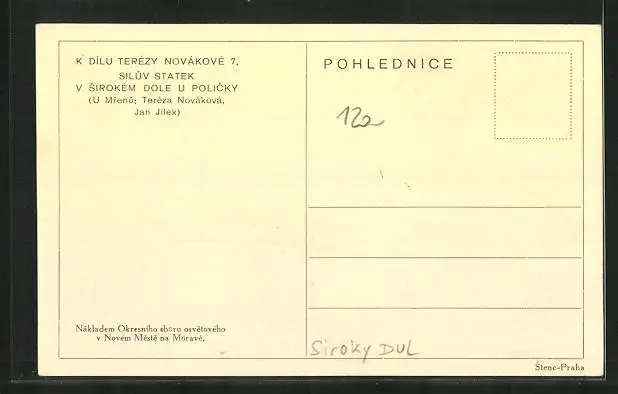 K DÍLU TERÉZY NOVÁKOVÉ 7.
SILŮV STATEK
V ŠIROKÉM DOLE U POLIČKY
(U Mřenů; Teréza Nováková,
Jan Jílek)
Nákladem Okresního sboru osvětového
v Novém Městě na Moravě.
POHLEDNICE
12a
Siroky DUL
Štenc-Praha